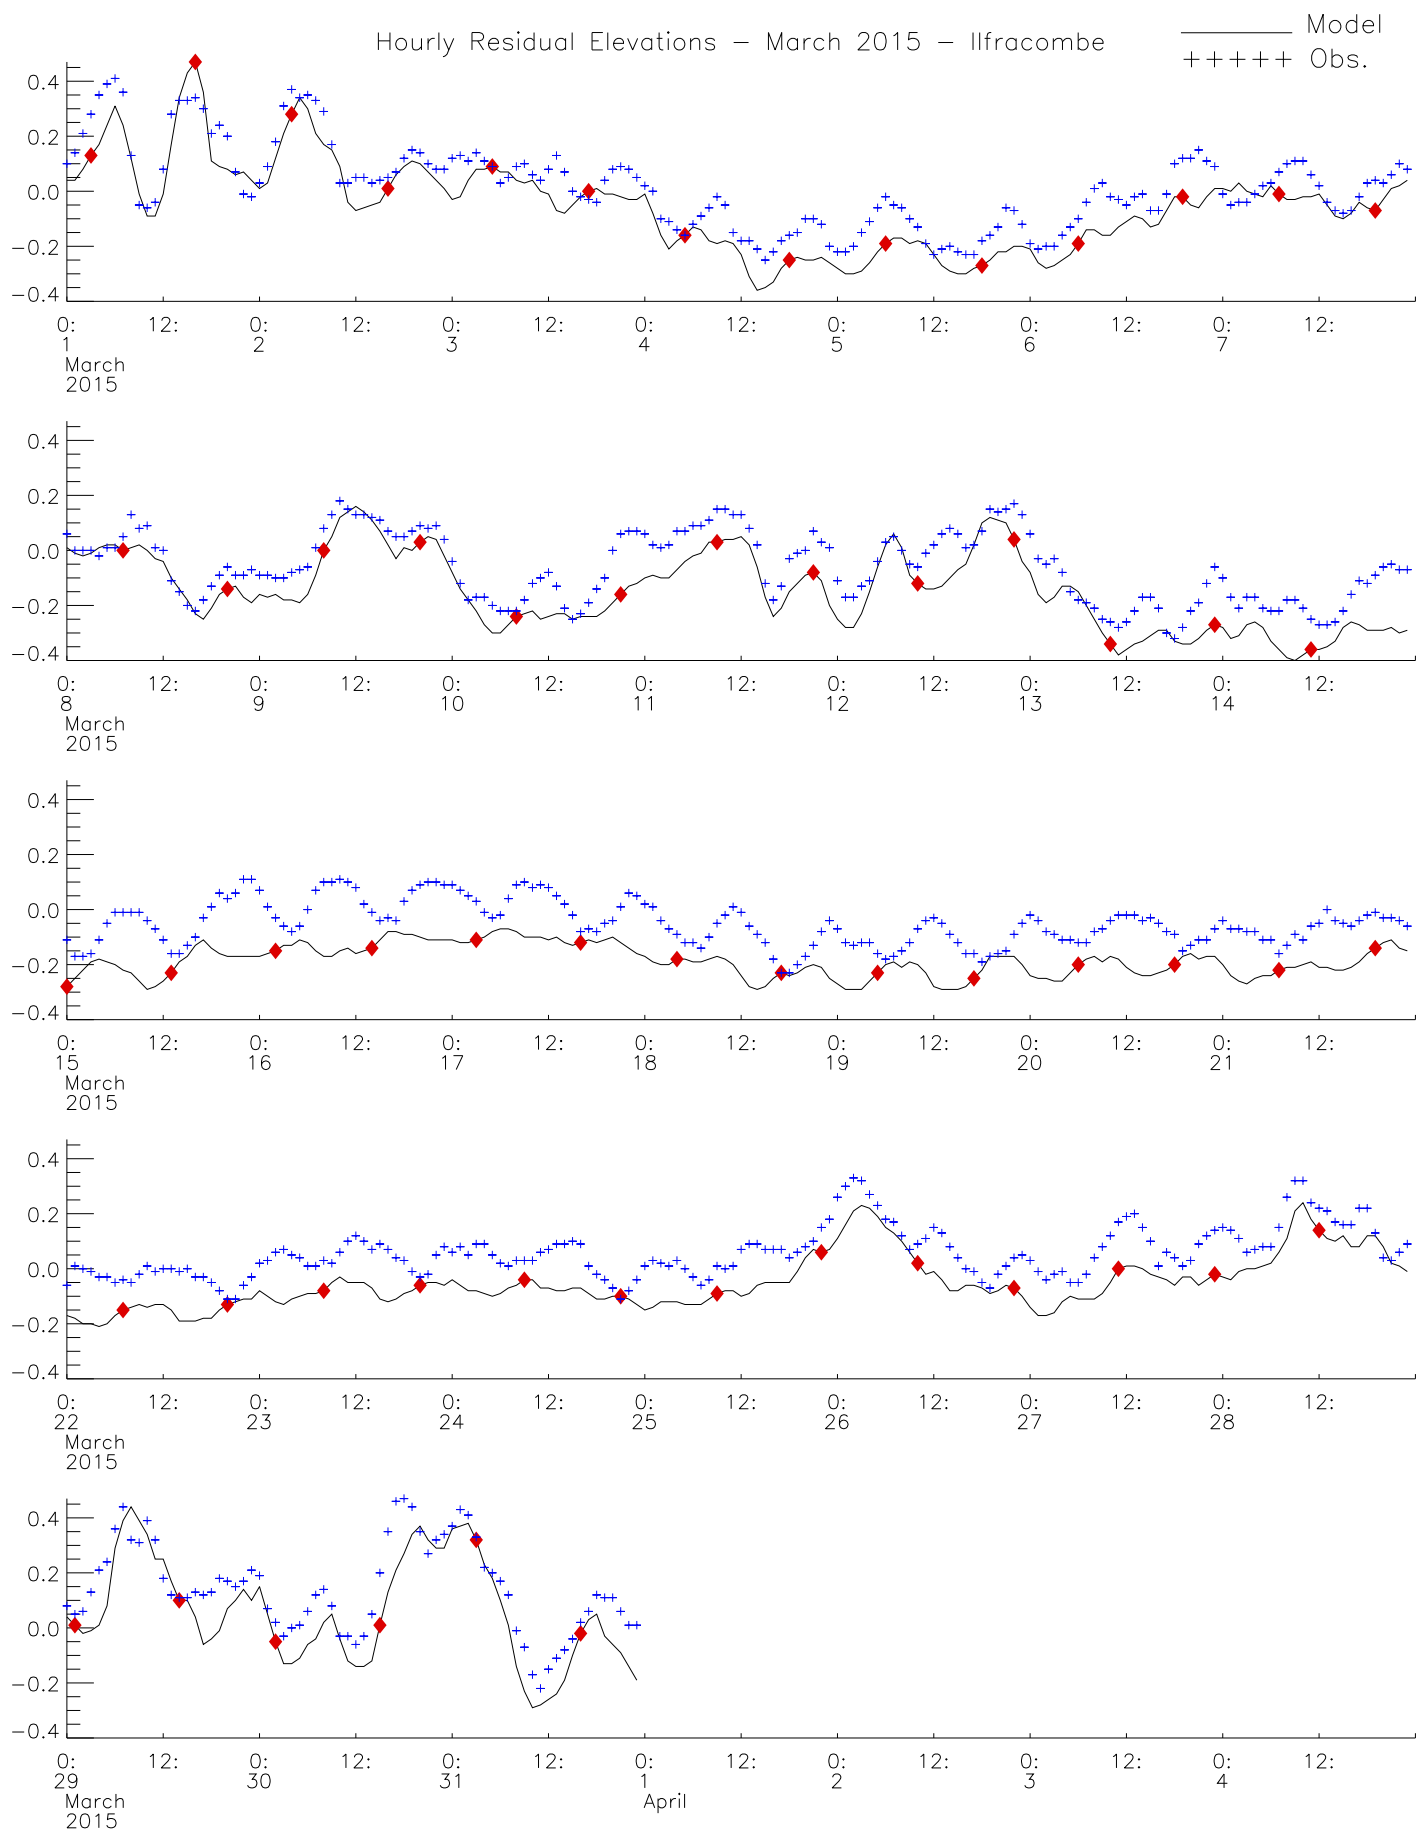 Hourly Residual Elevations – March 2015 – Ilfracombe
Model
+++++ Obs.
0.4
0.2
0.0
−0.2
−0.4
0: 12: 0: 12: 0: 12: 0: 12: 0: 12: 0: 12: 0: 12:
1 2 3 4 5 6 7
March
2015
0.4
0.2
0.0
−0.2
−0.4
0: 12: 0: 12: 0: 12: 0: 12: 0: 12: 0: 12: 0: 12:
8 9 10 11 12 13 14
March
2015
0.4
0.2
0.0
−0.2
−0.4
0: 12: 0: 12: 0: 12: 0: 12: 0: 12: 0: 12: 0: 12:
15 16 17 18 19 20 21
March
2015
0.4
0.2
0.0
−0.2
−0.4
0: 12: 0: 12: 0: 12: 0: 12: 0: 12: 0: 12: 0: 12:
22 23 24 25 26 27 28
March
2015
0.4
0.2
0.0
−0.2
−0.4
0: 12: 0: 12: 0: 12: 0: 12: 0: 12: 0: 12: 0: 12:
29 30 31 1 2 3 4
March April
2015